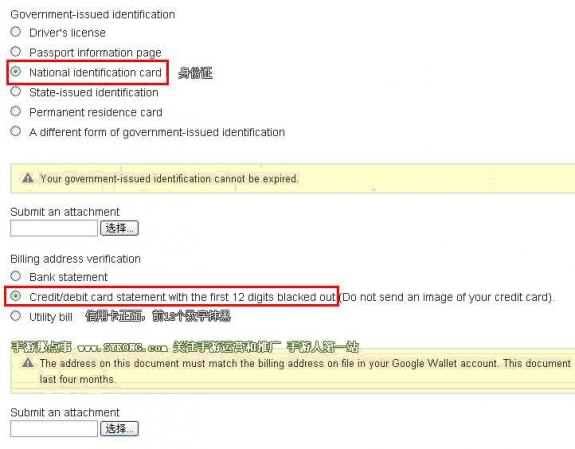 Government-issued identification
Driver's license
Passport information page
National identification card 身份证
State-issued identification
Permanent residence card
A different form of government-issued identification
Your government-issued identification cannot be expired.
Submit an attachment
选择...
Billing address verification
Bank statement
Credit/debit card statement with the first 12 digits blacked out (Do not send an image of your credit card).
Utility bill 信用卡正面，前12个数字抹黑
手游那点事 www.STKONG.com 关注手游运营和推广 手游人第一站
The address on this document must match the billing address on file in your Google Wallet account. This document
last four months.
Submit an attachment
选择...